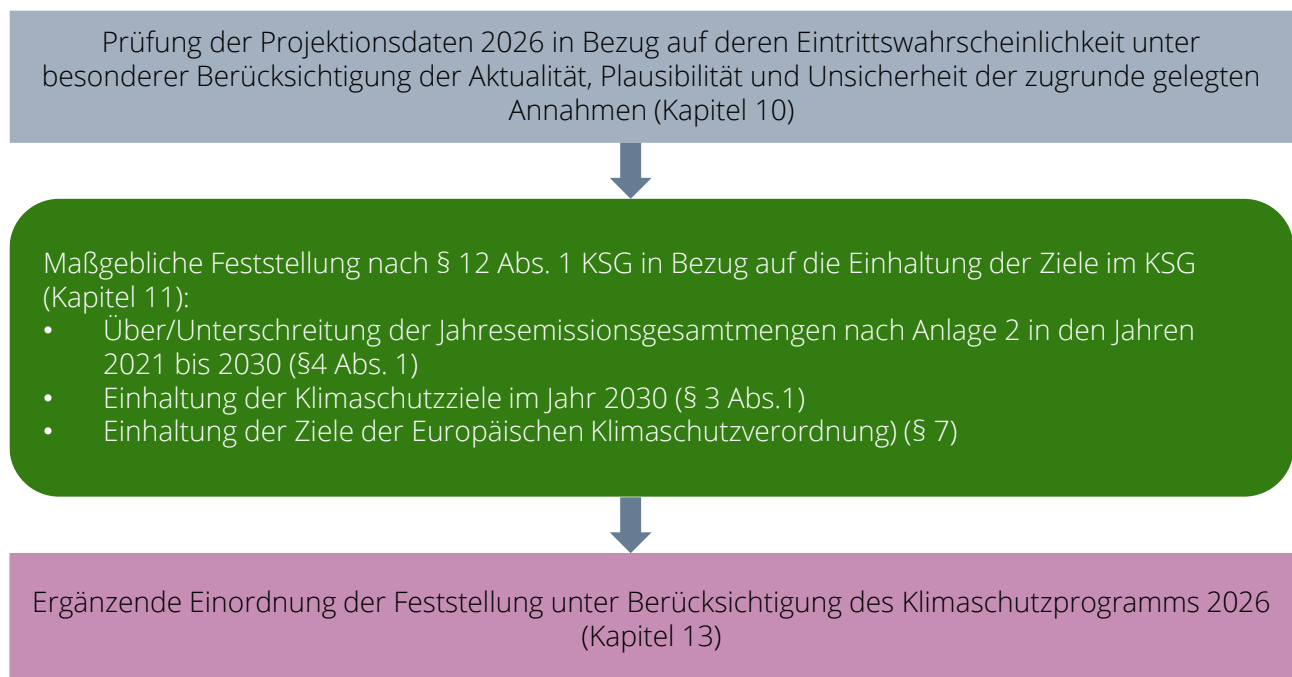 Prüfung der Projektionsdaten 2026 in Bezug auf deren Eintrittswahrscheinlichkeit unter
besonderer Berücksichtigung der Aktualität, Plausibilität und Unsicherheit der zugrunde gelegten
Annahmen (Kapitel 10)
Maßgebliche Feststellung nach § 12 Abs. 1 KSG in Bezug auf die Einhaltung der Ziele im KSG
(Kapitel 11):
• Über/Unterschreitung der Jahresemissionsgesamtmengen nach Anlage 2 in den Jahren
2021 bis 2030 (§4 Abs. 1)
• Einhaltung der Klimaschutzziele im Jahr 2030 (§ 3 Abs.1)
• Einhaltung der Ziele der Europäischen Klimaschutzverordnung) (§ 7)
Ergänzende Einordnung der Feststellung unter Berücksichtigung des Klimaschutzprogramms 2026
(Kapitel 13)